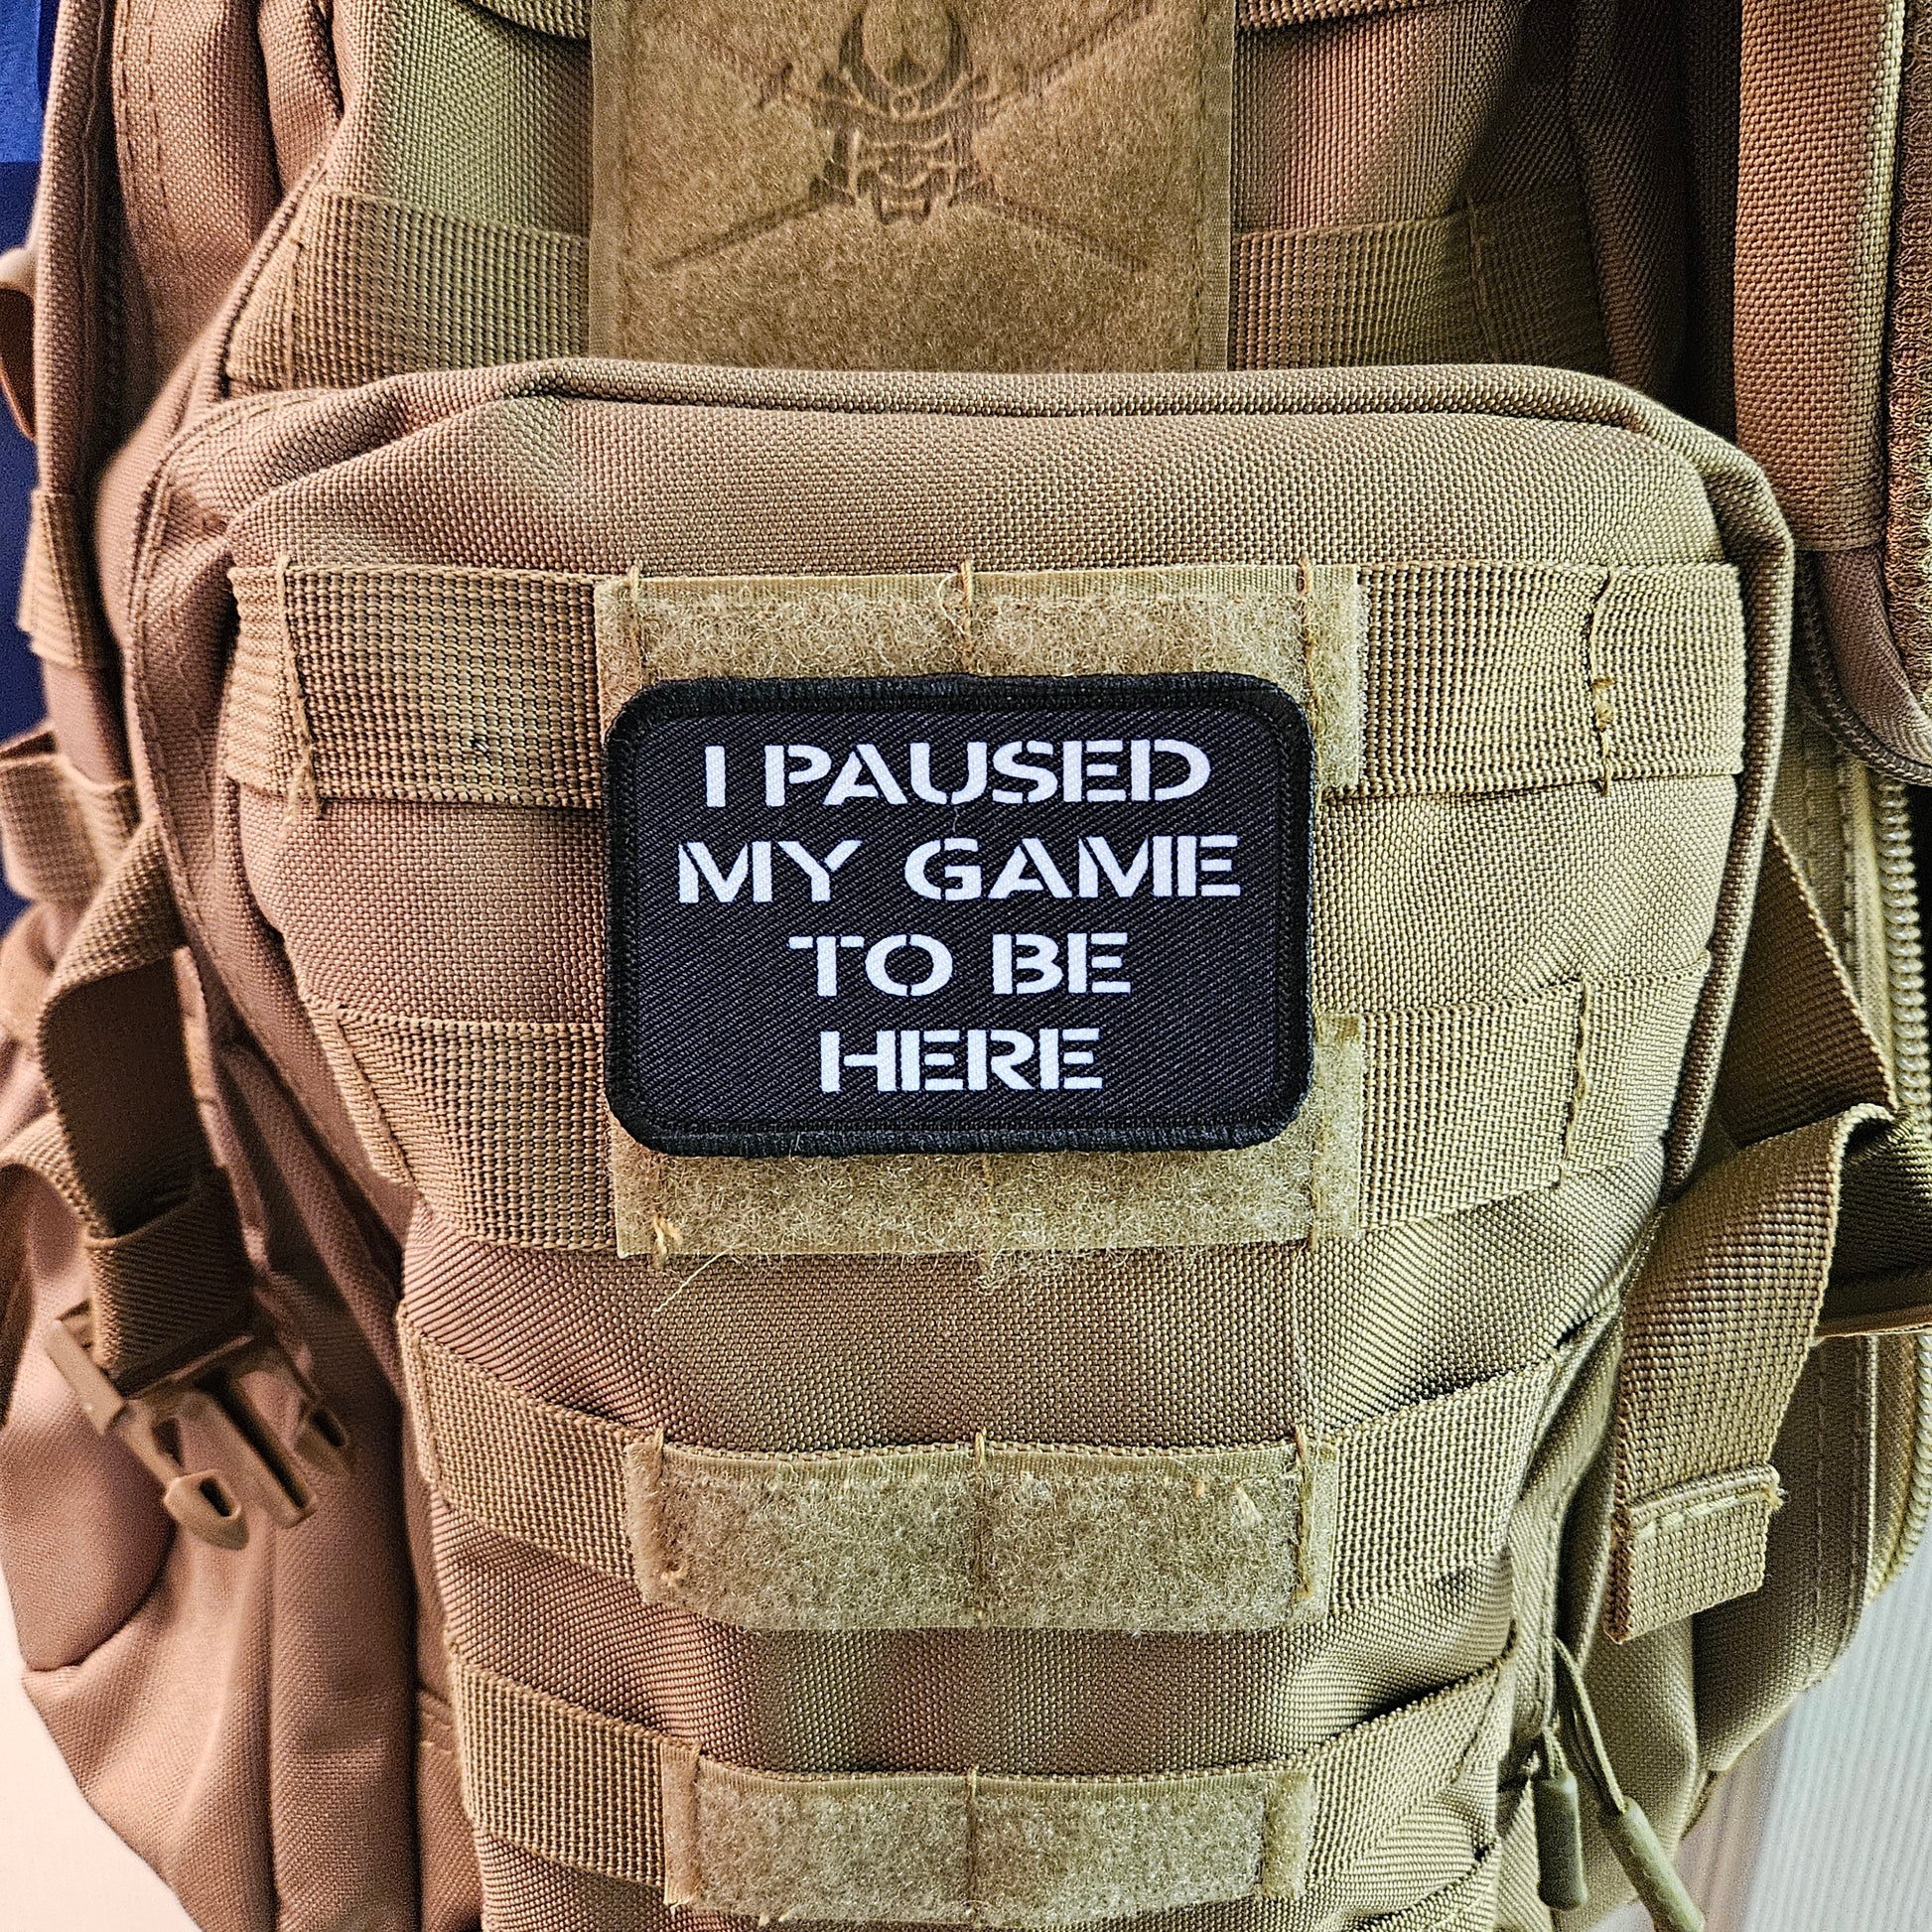 I PAUSED
MY GAME
TO BE
HERE